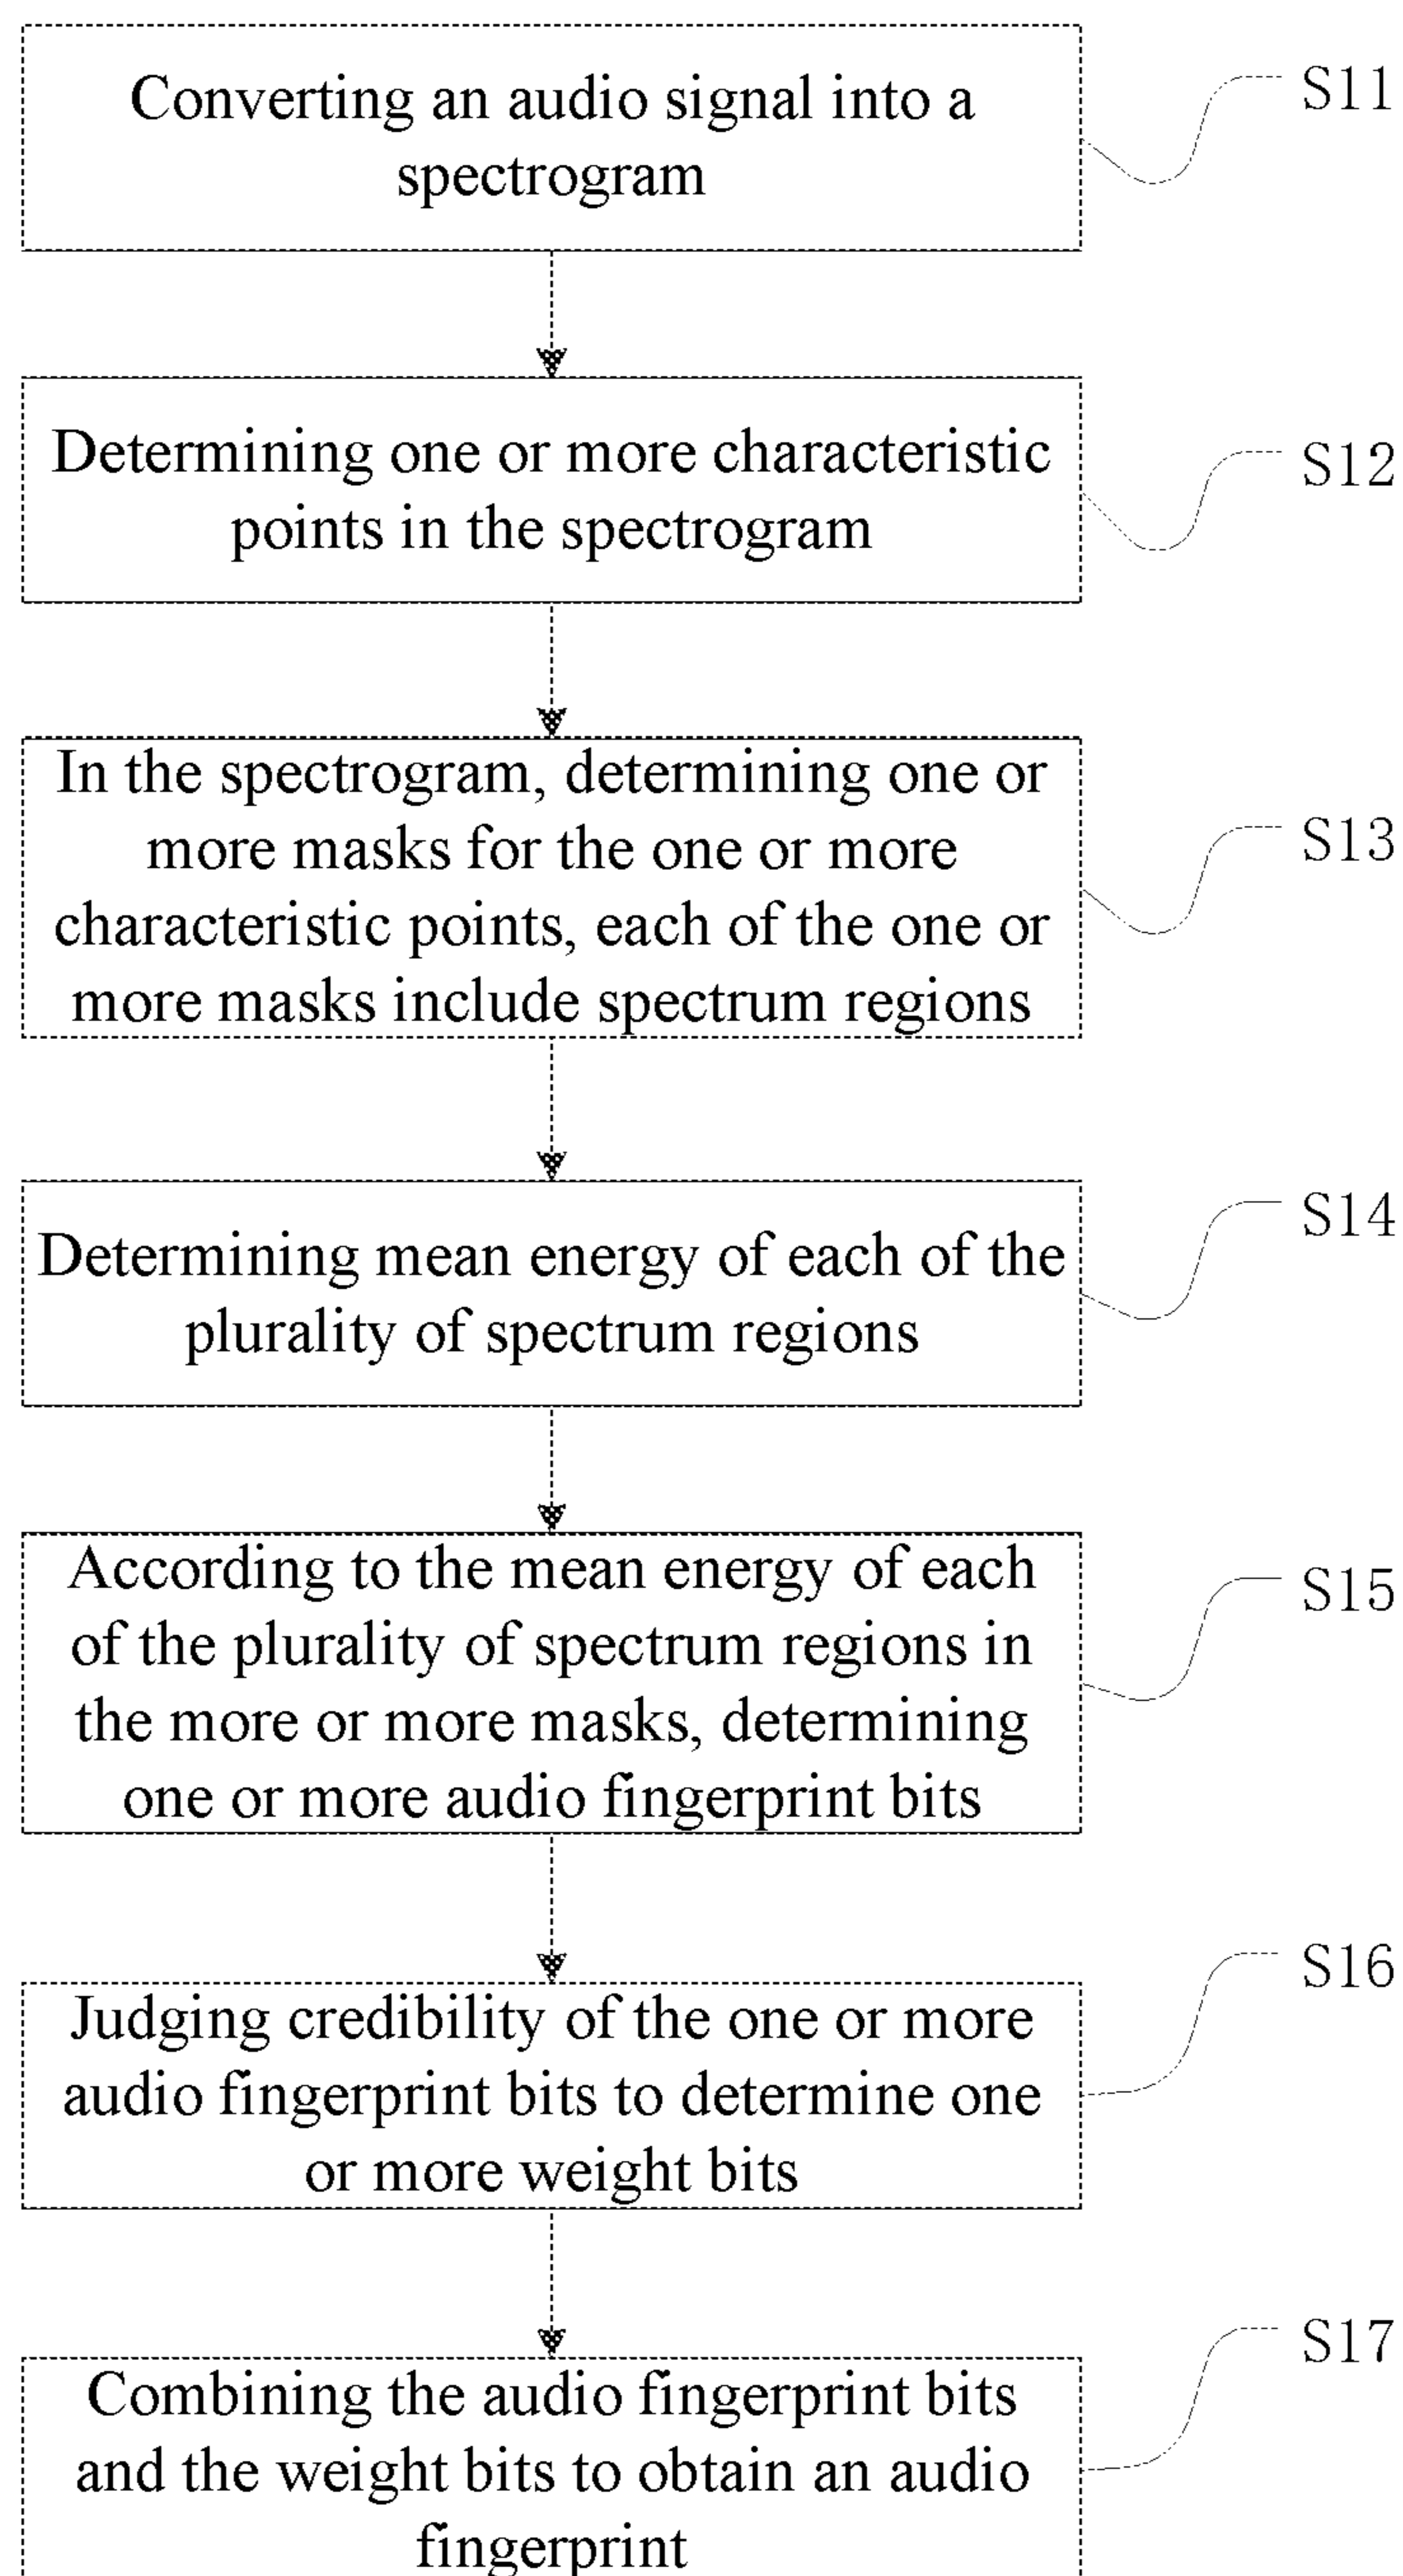 Converting an audio signal into a
spectrogram
S11
Determining one or more characteristic
points in the spectrogram
S12
In the spectrogram, determining one or
more masks for the one or more
characteristic points, each of the one or
more masks include spectrum regions
S13
Determining mean energy of each of the
plurality of spectrum regions
S14
According to the mean energy of each
of the plurality of spectrum regions in
the more or more masks, determining
one or more audio fingerprint bits
S15
Judging credibility of the one or more
audio fingerprint bits to determine one
or more weight bits
S16
Combining the audio fingerprint bits
and the weight bits to obtain an audio
fingerprint
S17